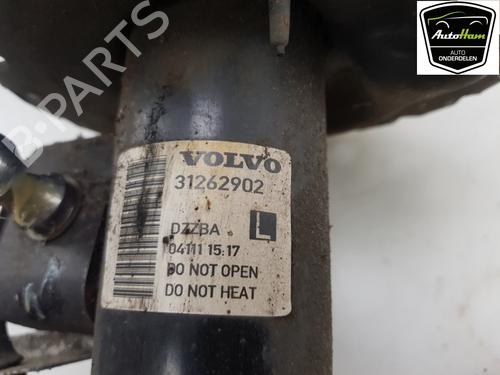 AutoHam
AUTO
ONDERDELEN
B-PARTS
VOLVO
31262902
DZZBA L
04111 15:17
DO NOT OPEN
DO NOT HEAT